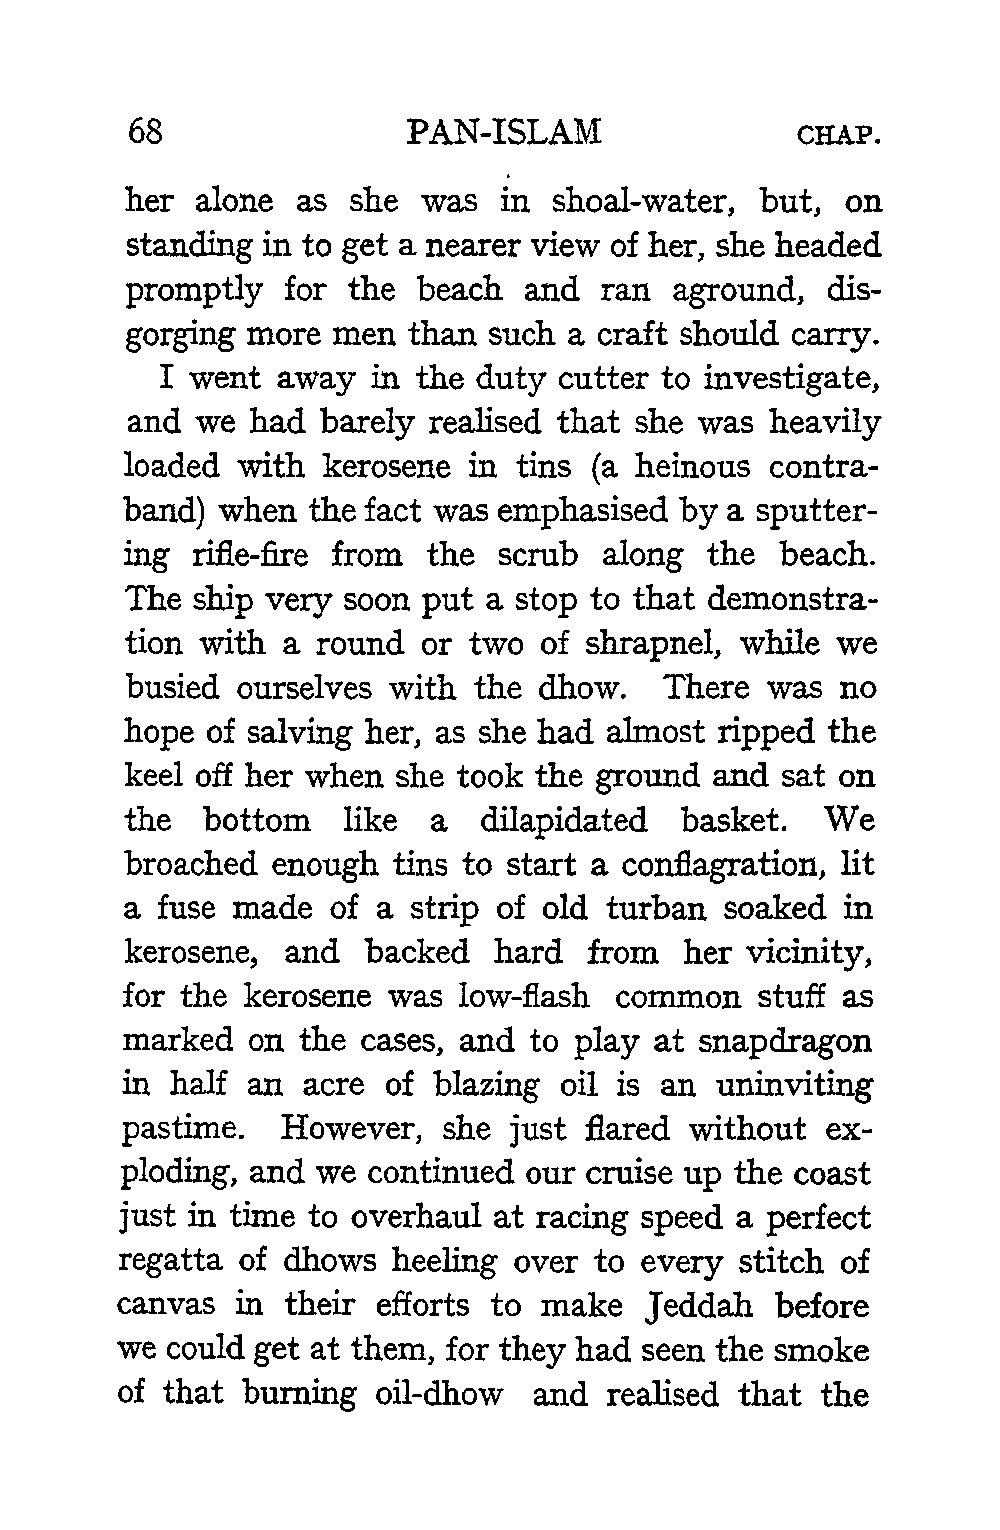 68 PAN-ISLAM CHAP.
her alone as she was in shoal-water, but, on
standing in to get a nearer view of her, she headed
promptly for the beach and ran aground, dis-
gorging more men than such a craft should carry.
I went away in the duty cutter to investigate,
and we had barely realised that she was heavily
loaded with kerosene in tins (a heinous contra-
band) when the fact was emphasised by a sputter-
ing rifle-fire from the scrub along the beach.
The ship very soon put a stop to that demonstra-
tion with a round or two of shrapnel, while we
busied ourselves with the dhow. There was no
hope of salving her, as she had almost ripped the
keel off her when she took the ground and sat on
the bottom like a dilapidated basket. We
broached enough tins to start a conflagration, lit
a fuse made of a strip of old turban soaked in
kerosene, and backed hard from her vicinity,
for the kerosene was low-flash common stuff as
marked on the cases, and to play at snapdragon
in half an acre of blazing oil is an uninviting
pastime. However, she just flared without ex-
ploding, and we continued our cruise up the coast
just in time to overhaul at racing speed a perfect
regatta of dhows heeling over to every stitch of
canvas in their efforts to make Jeddah before
we could get at them, for they had seen the smoke
of that burning oil-dhow and realised that the